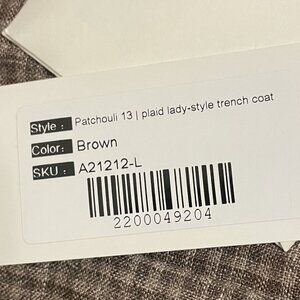 Style : Patchouli 13 | plaid lady-style trench coat
Color: Brown
SKU : A21212-L
2200049204